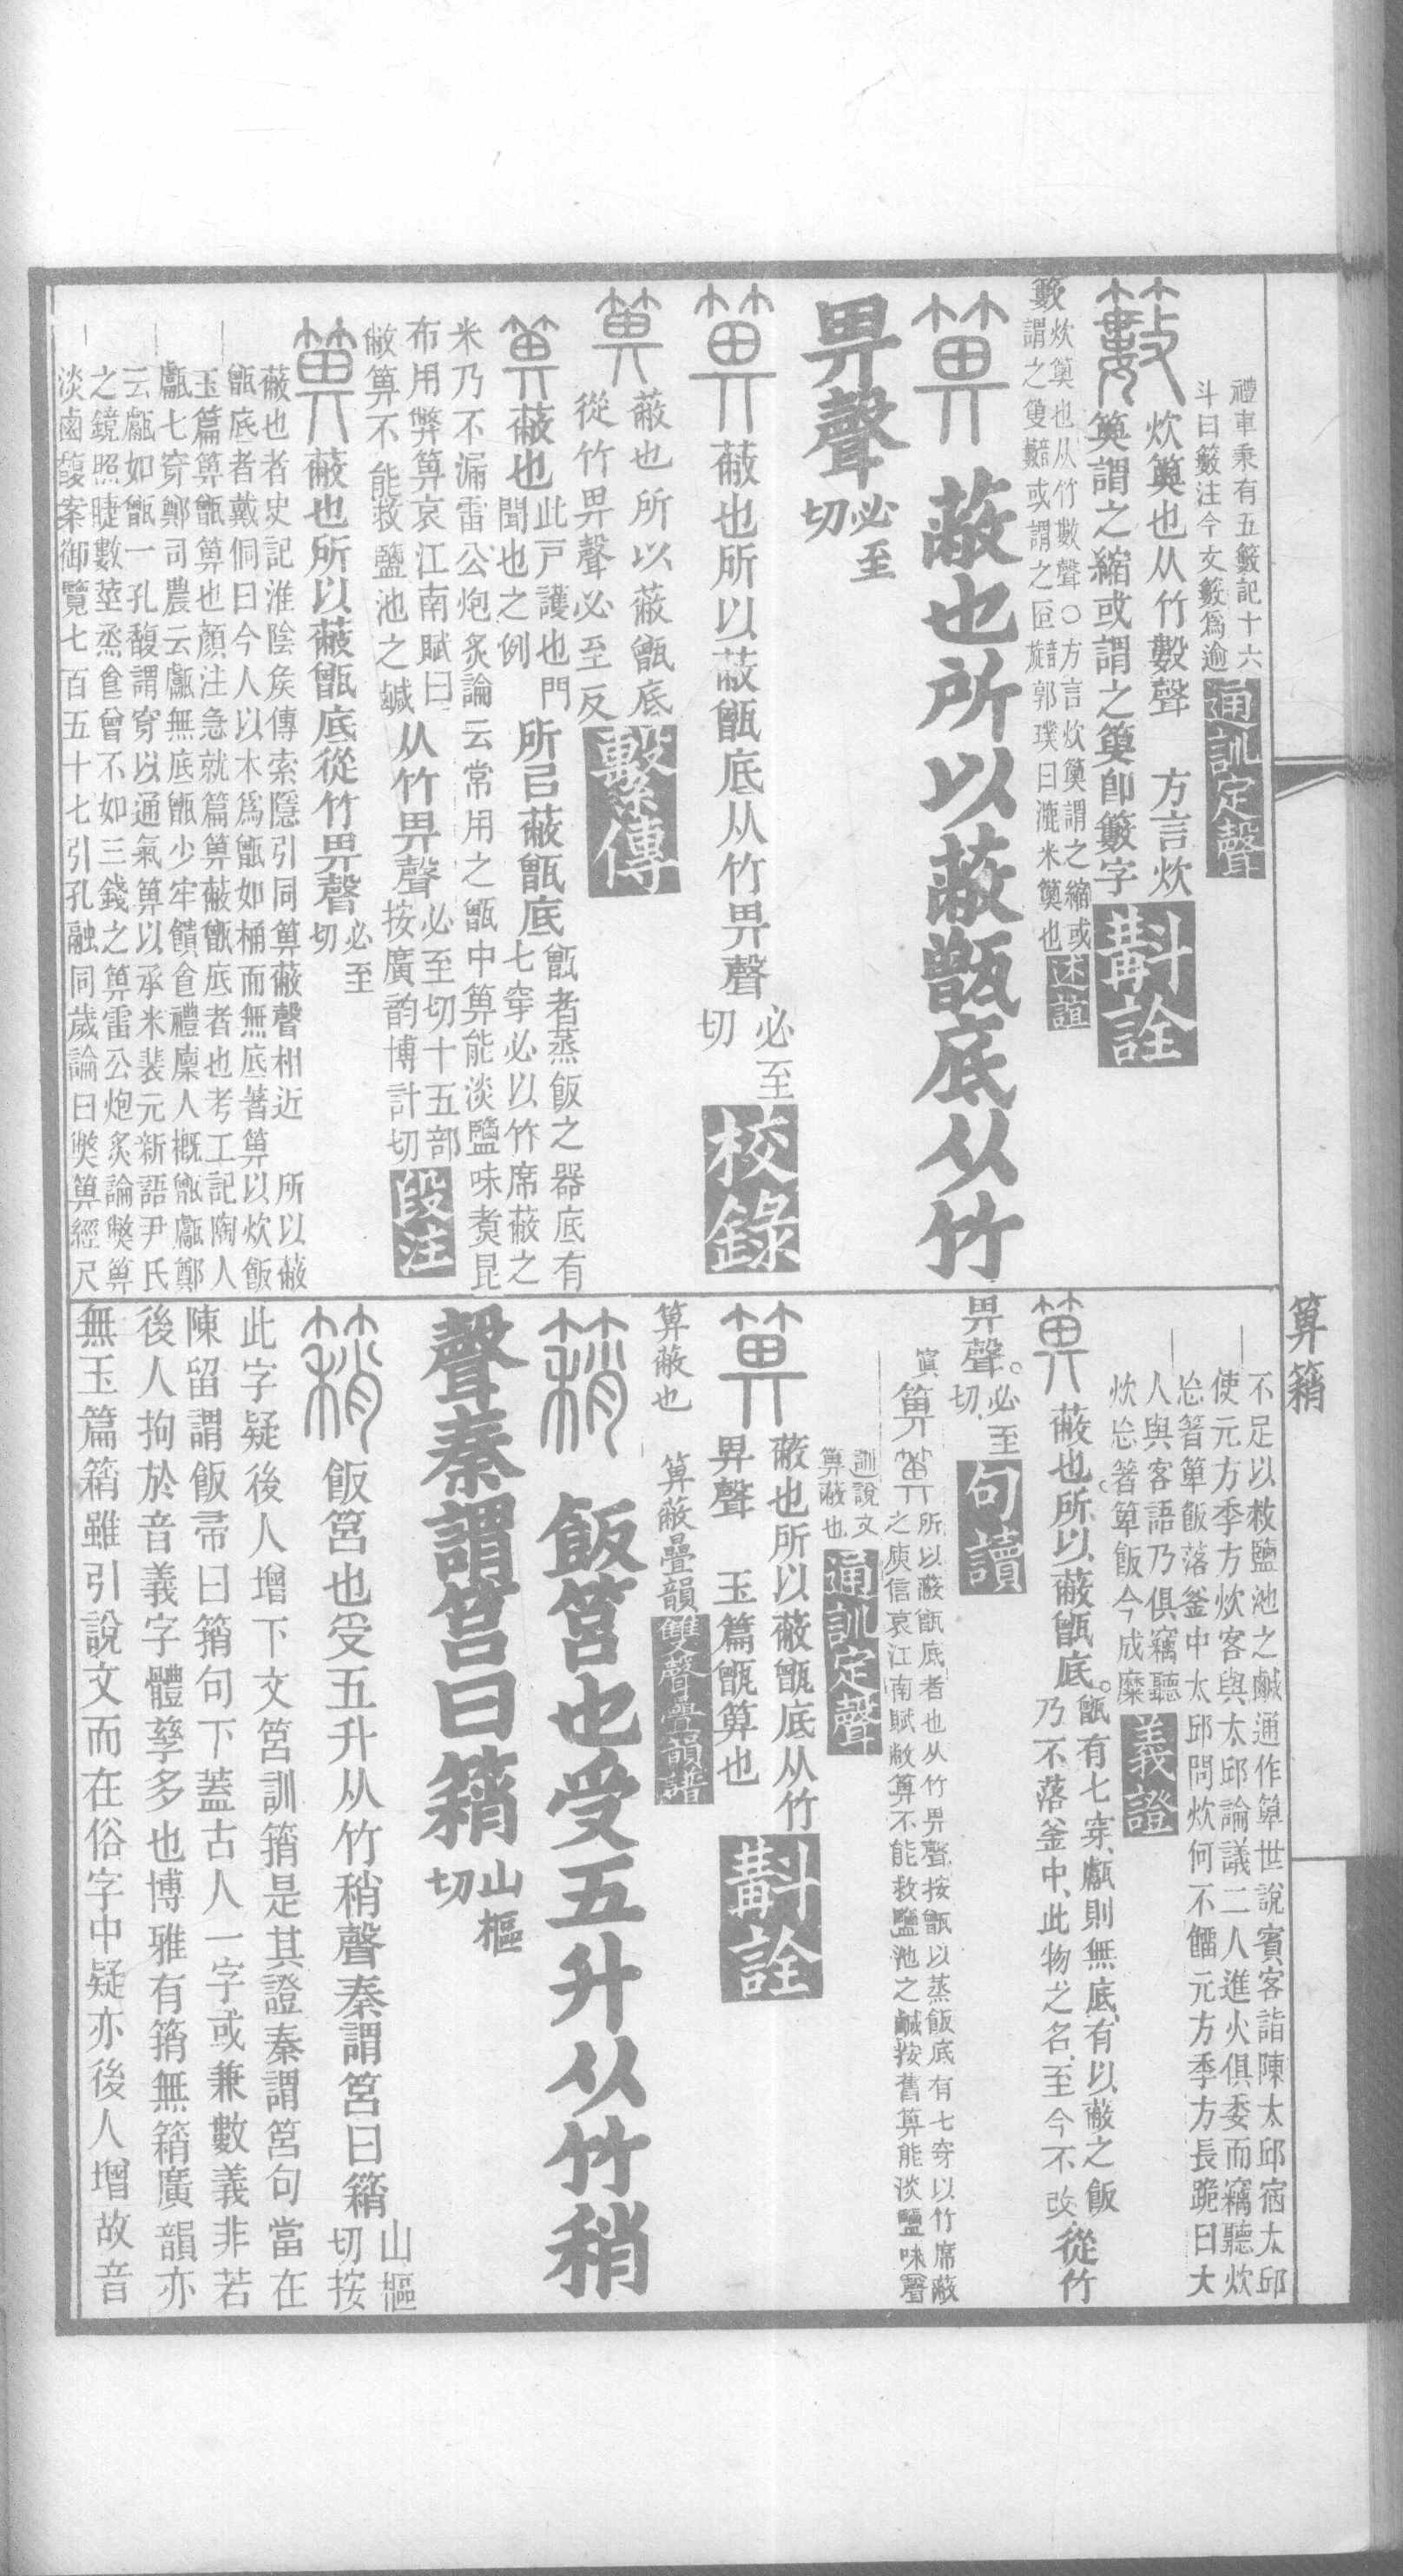 禮車秉有五籔記十六
斗曰籔注今文籔為逾
通訓定聲
籔
炊䉛也从竹數聲　方言炊
䉛謂之縮或謂之䉛卽籔字
斠詮
籔
炊䉛也从竹數聲〇方言炊䉛謂之縮或
謂之𥰠或謂之匠郭璞曰漉米䉛也
述誼
箅
蔽也所以蔽甑底从竹
畀聲
必至切
箅
蔽也所以蔽甑底从竹畀聲
必至切
校錄
箅
蔽也所以蔽甑底
從竹畀聲必至反
繫傳
箅
蔽也
此戸護也門
聞也之例
所㠯蔽甑底
甑者蒸飯之器底有
七穿必以竹席蔽之
米乃不漏雷公炮炙論云常用之甑中箅能淡鹽味煑昆
布用弊箅哀江南賦曰
敝箅不能救鹽池之鹹
从竹畀聲
必至切十五部
按廣韵博計切
段注
箅
蔽也所以蔽甑底從竹畀聲
必至切
蔽也者史記淮陰矦傳索隱引同箅蔽聲相近　所以蔽
甑底者戴侗曰今人以木爲甑如桶而無底著箅以炊飯
玉篇箅甑箅也顏注急就篇箅蔽甑底者也考工記陶人
甗七穿鄭司農云甗無底甑少牢饋食禮廩人概甑甗鄭
云甗如甑一孔馥謂穿以通氣箅以承米裴元新語尹氏
之鏡照睫數莖烝飠曾不如三錢之箅雷公炮炙論獘箅
淡鹵馥案御覽七百五十七引孔融同歲論曰獘箅經尺
箅䈾
不足以救鹽池之鹹通作箄世說賓客詣陳太邱宿太邱
使元方季方炊客與太邱論議二人進火俱委而竊聽炊
忩箸箄飯落釜中太邱問炊何不餾元方季方長跪曰大
人與客語乃俱竊聽
炊忩箸箄飯今成糜
義證
箅
蔽也。所以蔽甑底。
甑有七穿、甗則無底、有以蔽之飯
乃不落釜中、此物之名、至今不改
從竹
畀聲。
必至切
句讀
箅
所以蔽甑底者也从竹畀聲按甑以蒸飯底有七穿以竹席蔽
之庾信哀江南賦敝箅不能救鹽池之鹹按舊箅能淡鹽味
訓說文
箅蔽也
通訓定聲
箅
蔽也所以蔽甑底从竹
畀聲　玉篇甑箅也
斠詮
箅蔽也　箅蔽疊韻
雙聲疊韻譜
䈾
飯筥也受五升从竹稍
聲秦謂筥曰䈾
山樞切
䈾
飯筥也受五升从竹稍聲秦謂筥曰䈾
山樞切按
此字疑後人增下文筥訓䈾是其證秦謂筥句當在
陳留謂飯帚曰䈰句下蓋古人一字或兼數義非若
後人拘於音義字體孳多也博雅有䈰無䈾廣韻亦
無玉篇䈾雖引說文而在俗字中疑亦後人增故音